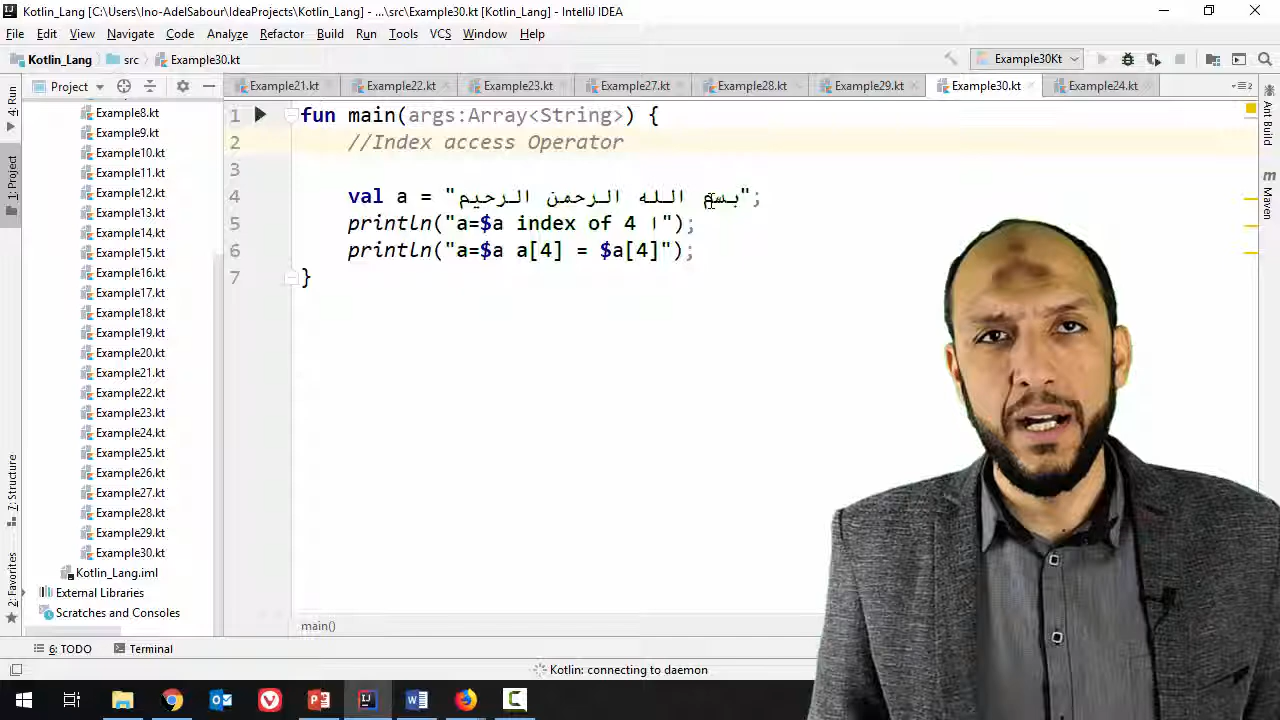 Kotlin_Lang [C:\Users\Ino-AdelSabour\IdeaProjects\Kotlin_Lang] - ...\src\Example30.kt [Kotlin_Lang] - IntelliJ IDEA
File Edit View Navigate Code Analyze Refactor Build Run Tools VCS Window Help
Kotlin_Lang src Example30.kt Example30Kt
Project Example21.kt Example22.kt Example23.kt Example27.kt Example28.kt Example29.kt Example30.kt Example24.kt
4: Run
1: Project
7: Structure
2: Favorites
Example8.kt
Example9.kt
Example10.kt
Example11.kt
Example12.kt
Example13.kt
Example14.kt
Example15.kt
Example16.kt
Example17.kt
Example18.kt
Example19.kt
Example20.kt
Example21.kt
Example22.kt
Example23.kt
Example24.kt
Example25.kt
Example26.kt
Example27.kt
Example28.kt
Example29.kt
Example30.kt
Kotlin_Lang.iml
External Libraries
Scratches and Consoles
1 fun main(args:Array<String>) {
2 //Index access Operator
3
4 val a = "بسم الله الرحمن الرحيم";
5 println("a=$a index of 4 ا");
6 println("a=$a a[4] = $a[4]");
7 }
main()
Ant Build
Maven
6: TODO Terminal
Kotlin: connecting to daemon